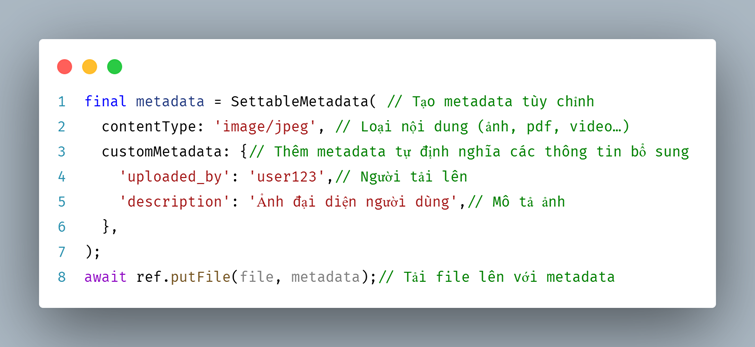 1 final metadata = SettableMetadata( // Tạo metadata tùy chỉnh
2 contentType: 'image/jpeg', // Loại nội dung (ảnh, pdf, video…)
3 customMetadata: {// Thêm metadata tự định nghĩa các thông tin bổ sung
4 'uploaded_by': 'user123',// Người tải lên
5 'description': 'Ảnh đại diện người dùng',// Mô tả ảnh
6 },
7 );
8 await ref.putFile(file, metadata);// Tải file lên với metadata